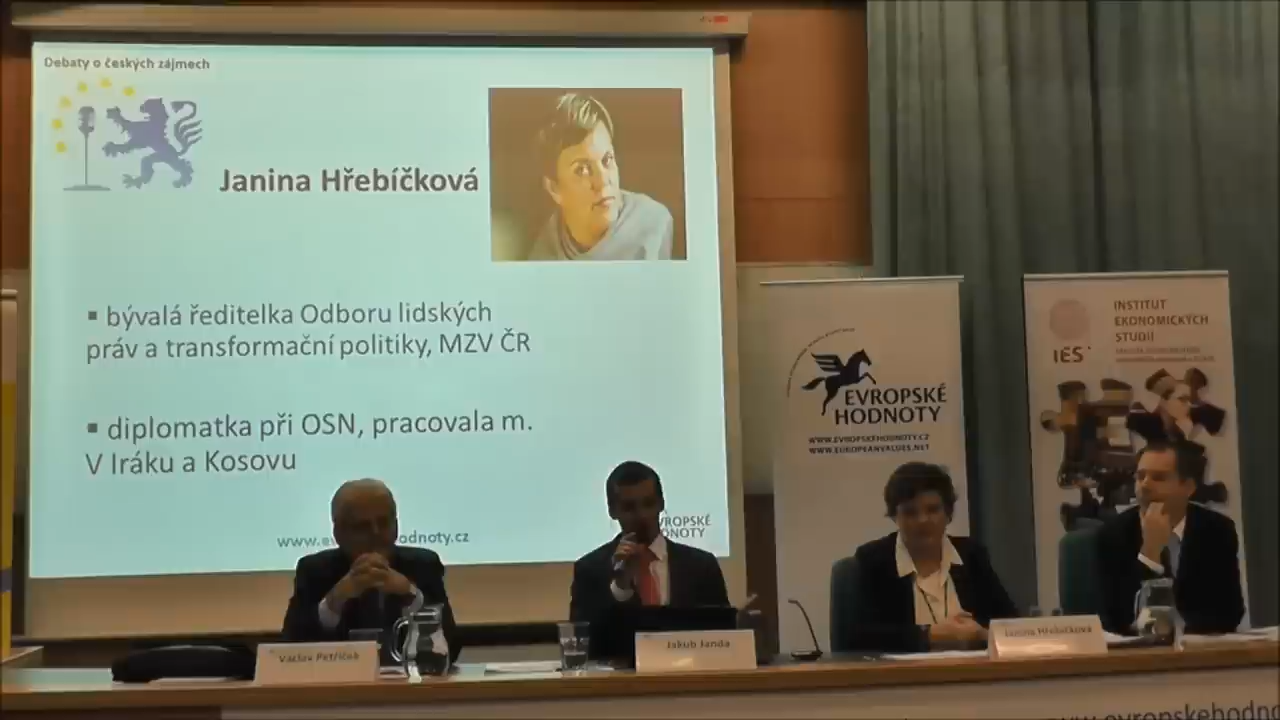 Debaty o českých zájmech
Janina Hřebíčková
▪ bývalá ředitelka Odboru lidských
práv a transformační politiky, MZV ČR
▪ diplomatka při OSN, pracovala m.
V Iráku a Kosovu
EVROPSKÉ
HODNOTY
WWW.EVROPSKEHODNOTY.CZ
WWW.EUROPEANVALUES.NET
INSTITUT
EKONOMICKÝCH
STUDIÍ
IES
Václav Petříček
Jakub Janda
Janina Hřebíčková